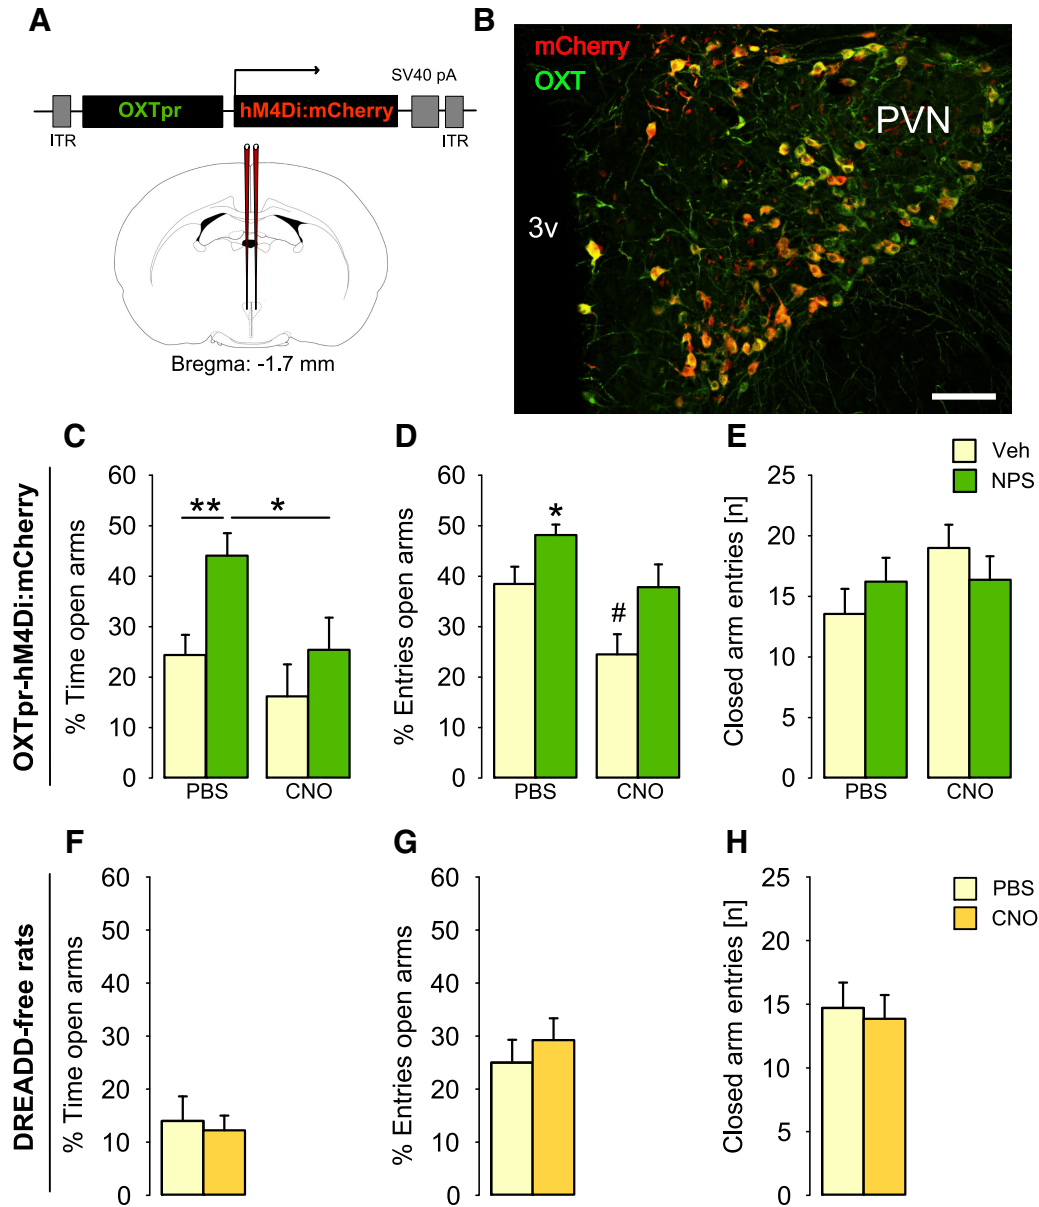 A
SV40 pA
OXTpr
hM4Di:mCherry
ITR
ITR
Bregma: -1.7 mm
B
mCherry
OXT
PVN
3v
OXTpr-hM4Di:mCherry
C
% Time open arms
60
50
40
30
20
10
0
**
*
PBS
CNO
D
% Entries open arms
60
50
40
30
20
10
0
*
#
PBS
CNO
E
Closed arm entries [n]
25
20
15
10
5
0
PBS
CNO
Veh
NPS
DREADD-free rats
F
% Time open arms
60
50
40
30
20
10
0
G
% Entries open arms
60
50
40
30
20
10
0
H
Closed arm entries [n]
25
20
15
10
5
0
PBS
CNO